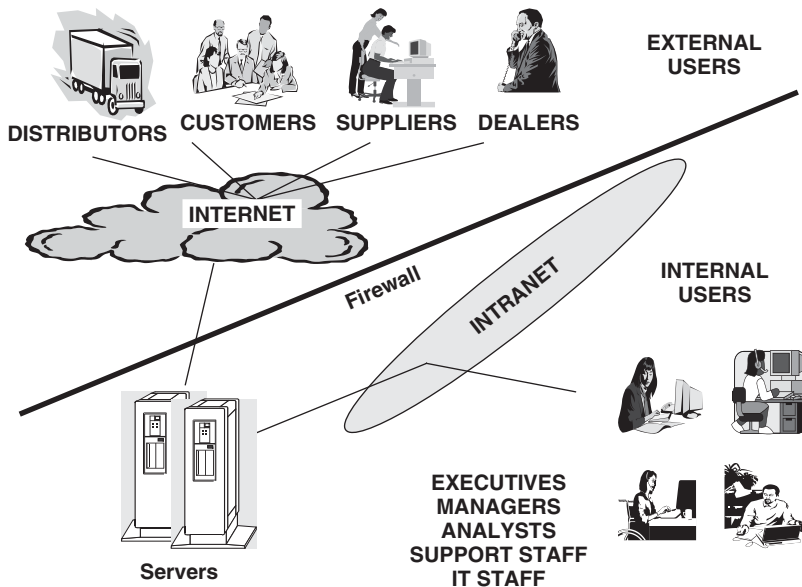 EXTERNAL
USERS
DISTRIBUTORS
CUSTOMERS
SUPPLIERS
DEALERS
INTERNET
Firewall
INTRANET
INTERNAL
USERS
EXECUTIVES
MANAGERS
ANALYSTS
SUPPORT STAFF
IT STAFF
Servers